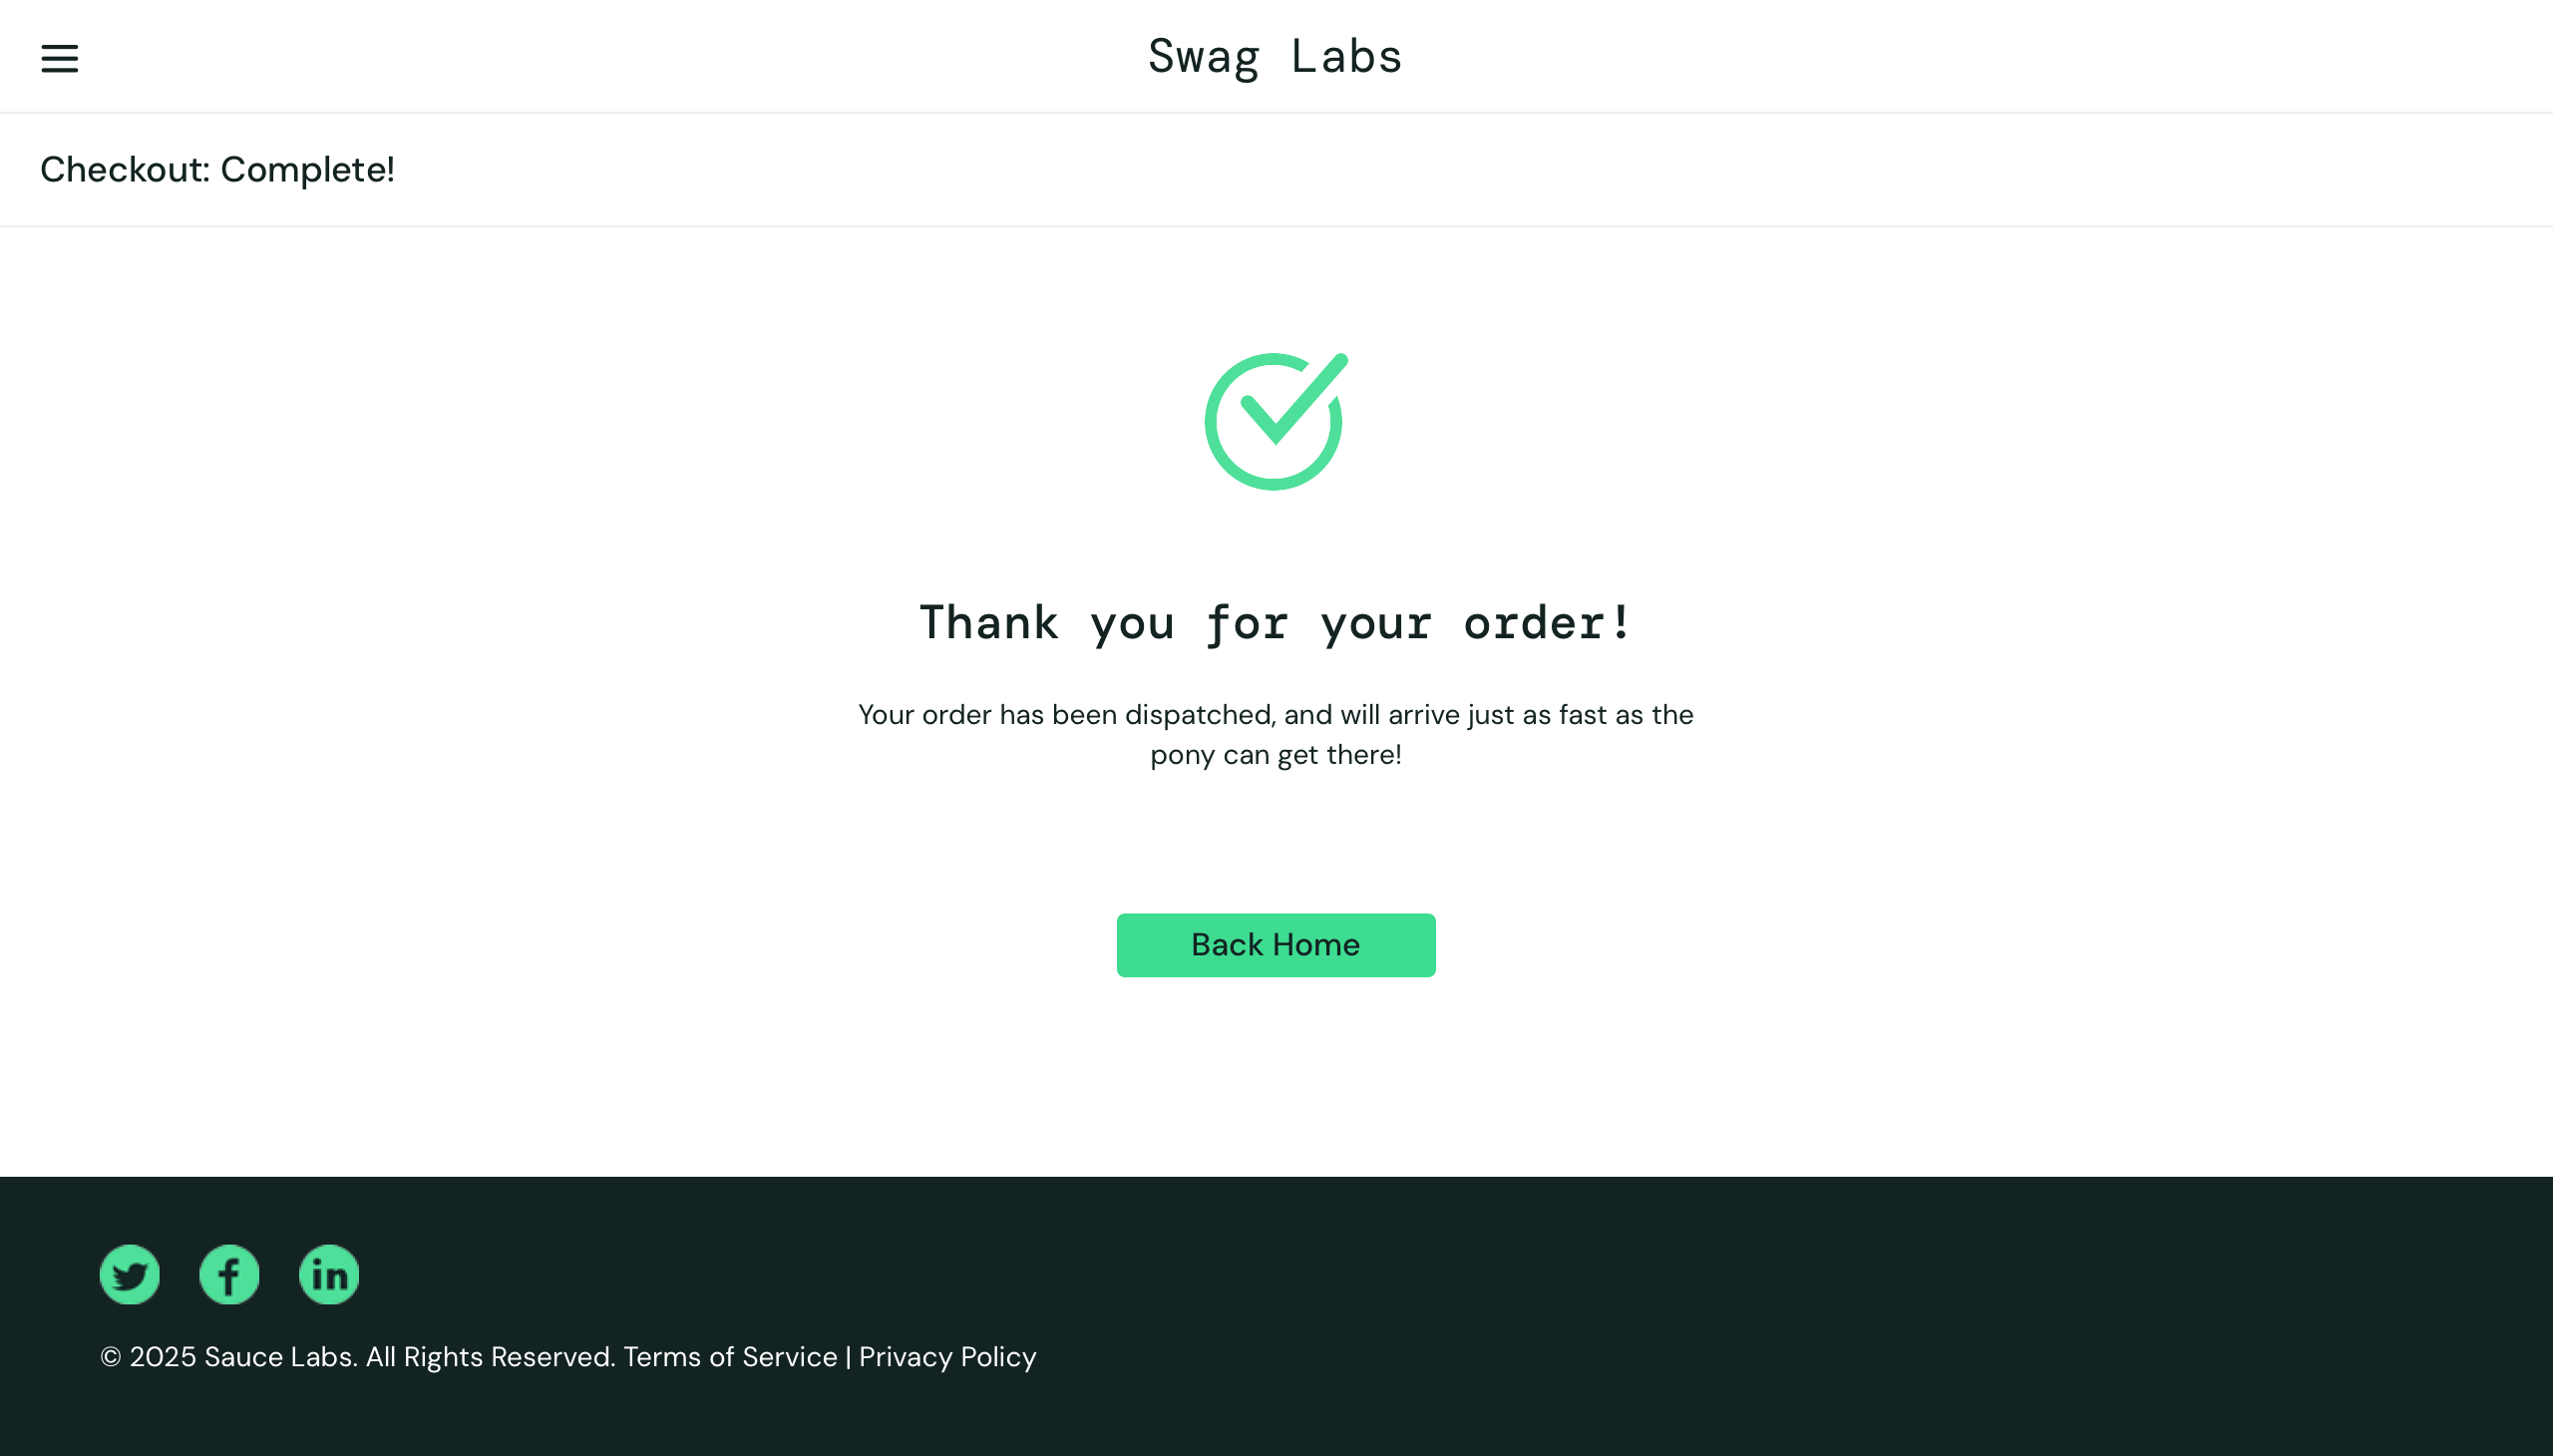 Swag Labs
Checkout: Complete!
Thank you for your order!
Your order has been dispatched, and will arrive just as fast as the
pony can get there!
Back Home
© 2025 Sauce Labs. All Rights Reserved. Terms of Service | Privacy Policy